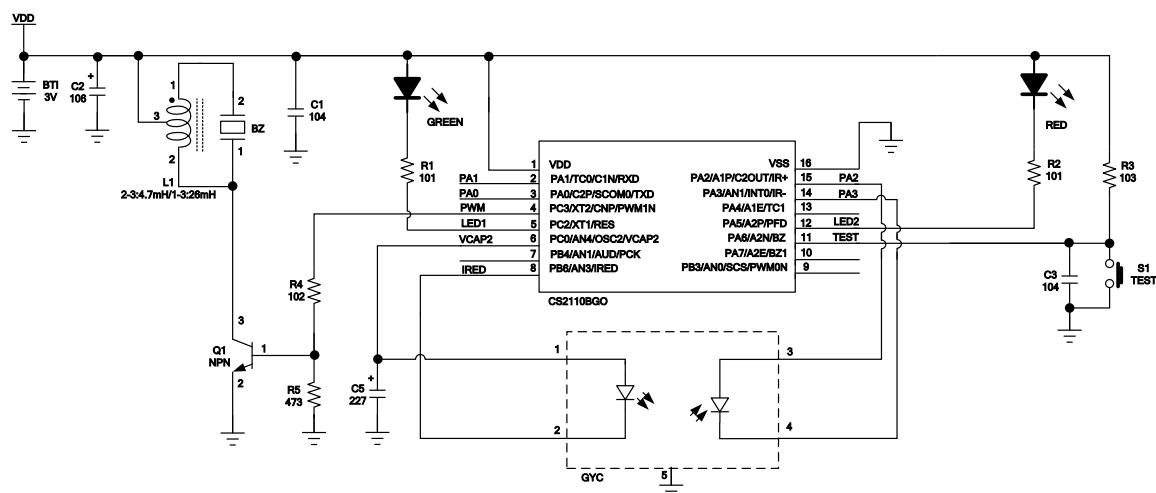 VDD
BT1
3V
+
C2
106
1
3
2
L1
2-3:4.7mH/1-3:26mH
2
BZ
1
C1
104
GREEN
R1
101
RED
R2
101
R3
103
PA1
PA0
PWM
LED1
VCAP2
IRED
1 VDD
2 PA1/TC0/C1N/RXD
3 PA0/C2P/SCOM0/TXD
4 PC3/XT2/CNP/PWM1N
5 PC2/XT1/RES
6 PC0/AN4/OSC2/VCAP2
7 PB4/AN1/AUD/PCK
8 PB6/AN3/IRED
VSS 16
PA2/A1P/C2OUT/IR+ 15 PA2
PA3/AN1/INT0/IR- 14 PA3
PA4/A1E/TC1 13
PA5/A2P/PFD 12 LED2
PA6/A2N/BZ 11 TEST
PA7/A2E/BZ1 10
PB3/AN0/SCS/PWM0N 9
CS2110BGO
C3
104
S1
TEST
R4
102
3
Q1
NPN
1
2
R5
473
+
C5
227
1
2
3
4
5
GYC